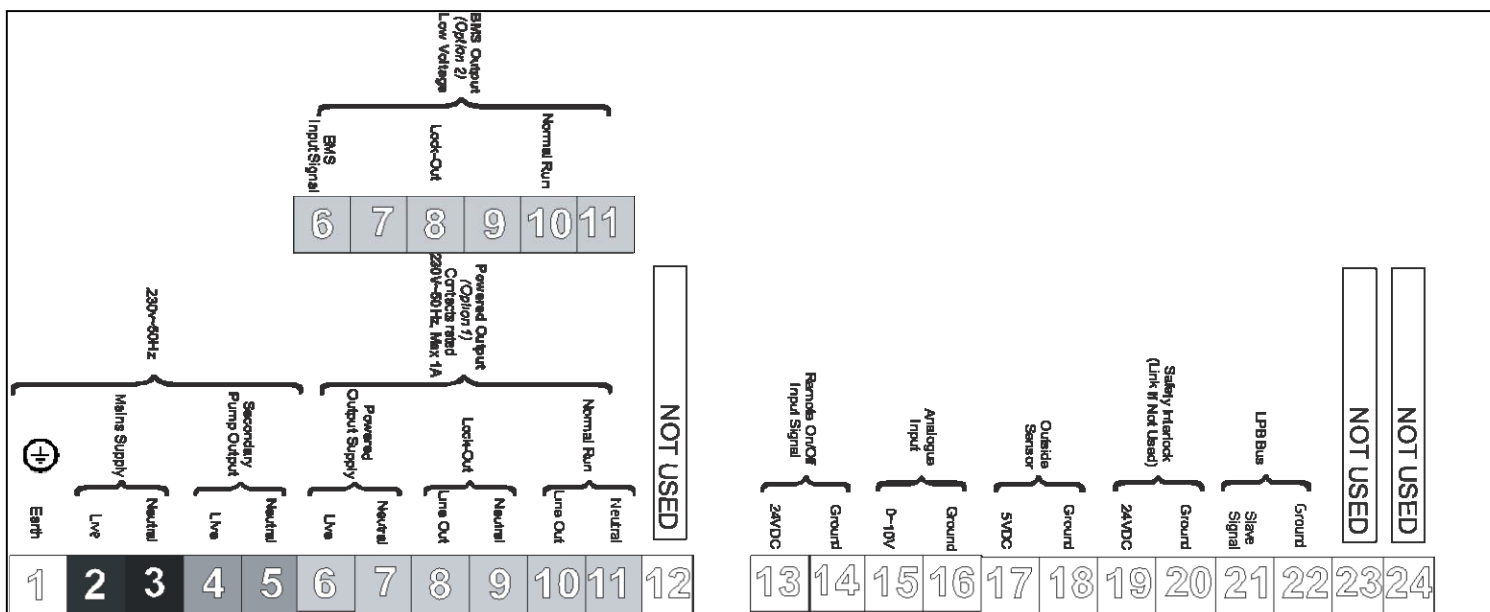 BMS Output
(Option 2)
Low Voltage
BMS
Input Signal
Lock-Out
Normal Run
6 7 8 9 10 11
Powered Output
(Option 1)
Contacts rated
230V~50Hz, Max 1A
230v~50Hz
Mains Supply
Secondary
Pump Output
Powered
Output Supply
Lock-Out
Normal Run
Earth
Live
Neutral
Live
Neutral
Live
Neutral
Line Out
Neutral
Line Out
Neutral
NOT USED
Remote On/Off
Input Signal
Analogue
Input
Outside
Sensor
Safety Interlock
(Link If Not Used)
LPB Bus
24VDC
Ground
0-10V
Ground
5VDC
Ground
24VDC
Ground
Slave
Signal
Ground
NOT USED
NOT USED
1 2 3 4 5 6 7 8 9 10 11 12 13 14 15 16 17 18 19 20 21 22 23 24